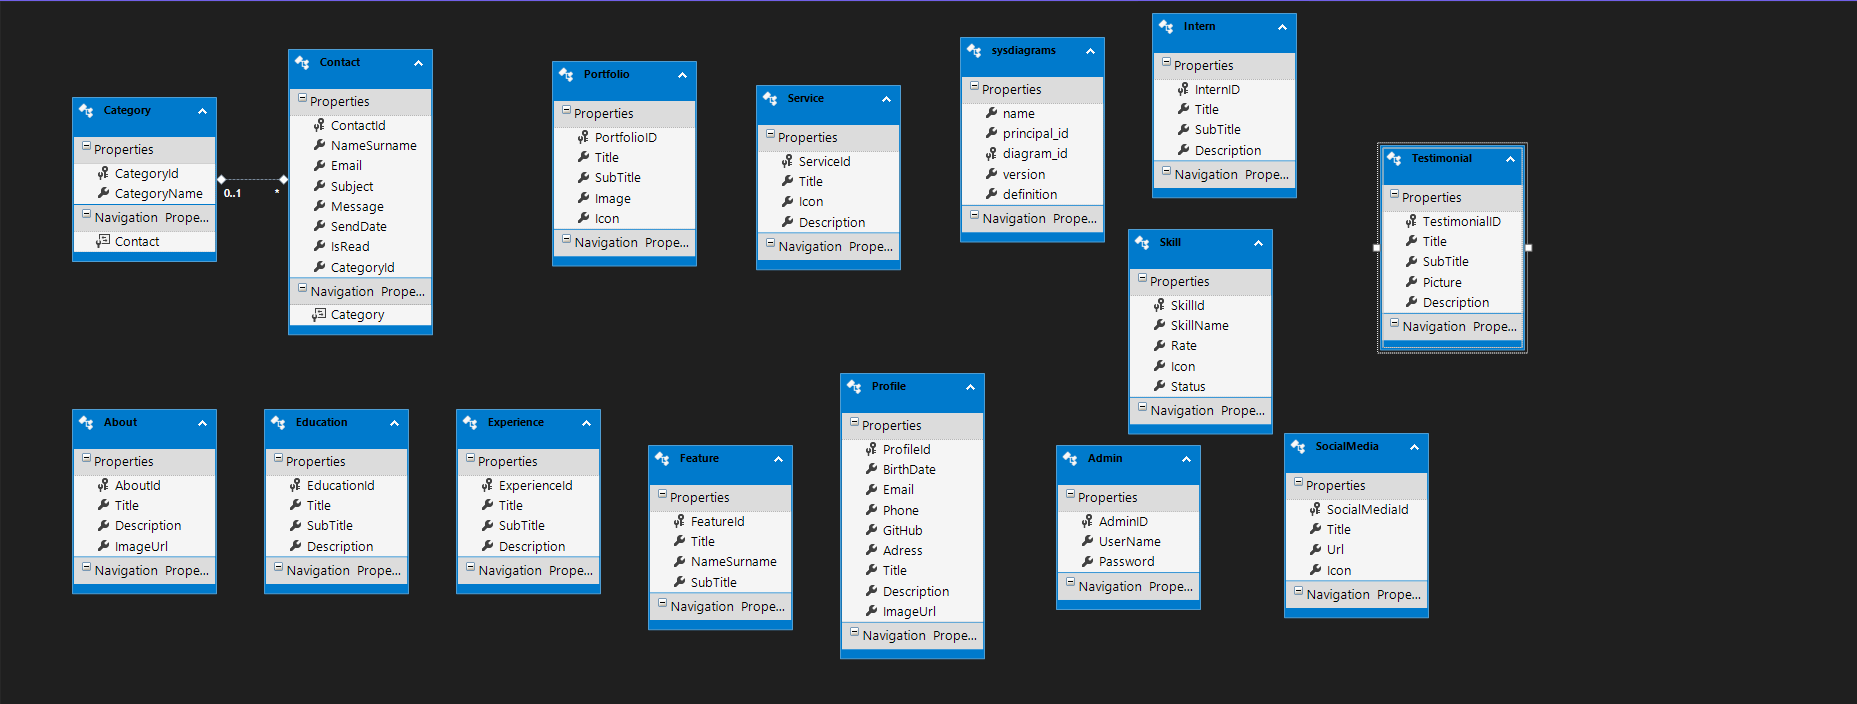 Category
Properties
CategoryId
CategoryName
Navigation Prope...
Contact
0..1
*
Contact
Properties
ContactId
NameSurname
Email
Subject
Message
SendDate
IsRead
CategoryId
Navigation Prope...
Category
Portfolio
Properties
PortfolioID
Title
SubTitle
Image
Icon
Navigation Prope...
Service
Properties
ServiceId
Title
Icon
Description
Navigation Prope...
sysdiagrams
Properties
name
principal_id
diagram_id
version
definition
Navigation Prope...
Intern
Properties
InternID
Title
SubTitle
Description
Navigation Prope...
Testimonial
Properties
TestimonialID
Title
SubTitle
Picture
Description
Navigation Prope...
Skill
Properties
SkillId
SkillName
Rate
Icon
Status
Navigation Prope...
About
Properties
AboutId
Title
Description
ImageUrl
Navigation Prope...
Education
Properties
EducationId
Title
SubTitle
Description
Navigation Prope...
Experience
Properties
ExperienceId
Title
SubTitle
Description
Navigation Prope...
Feature
Properties
FeatureId
Title
NameSurname
SubTitle
Navigation Prope...
Profile
Properties
ProfileId
BirthDate
Email
Phone
GitHub
Adress
Title
Description
ImageUrl
Navigation Prope...
Admin
Properties
AdminID
UserName
Password
Navigation Prope...
SocialMedia
Properties
SocialMediaId
Title
Url
Icon
Navigation Prope...